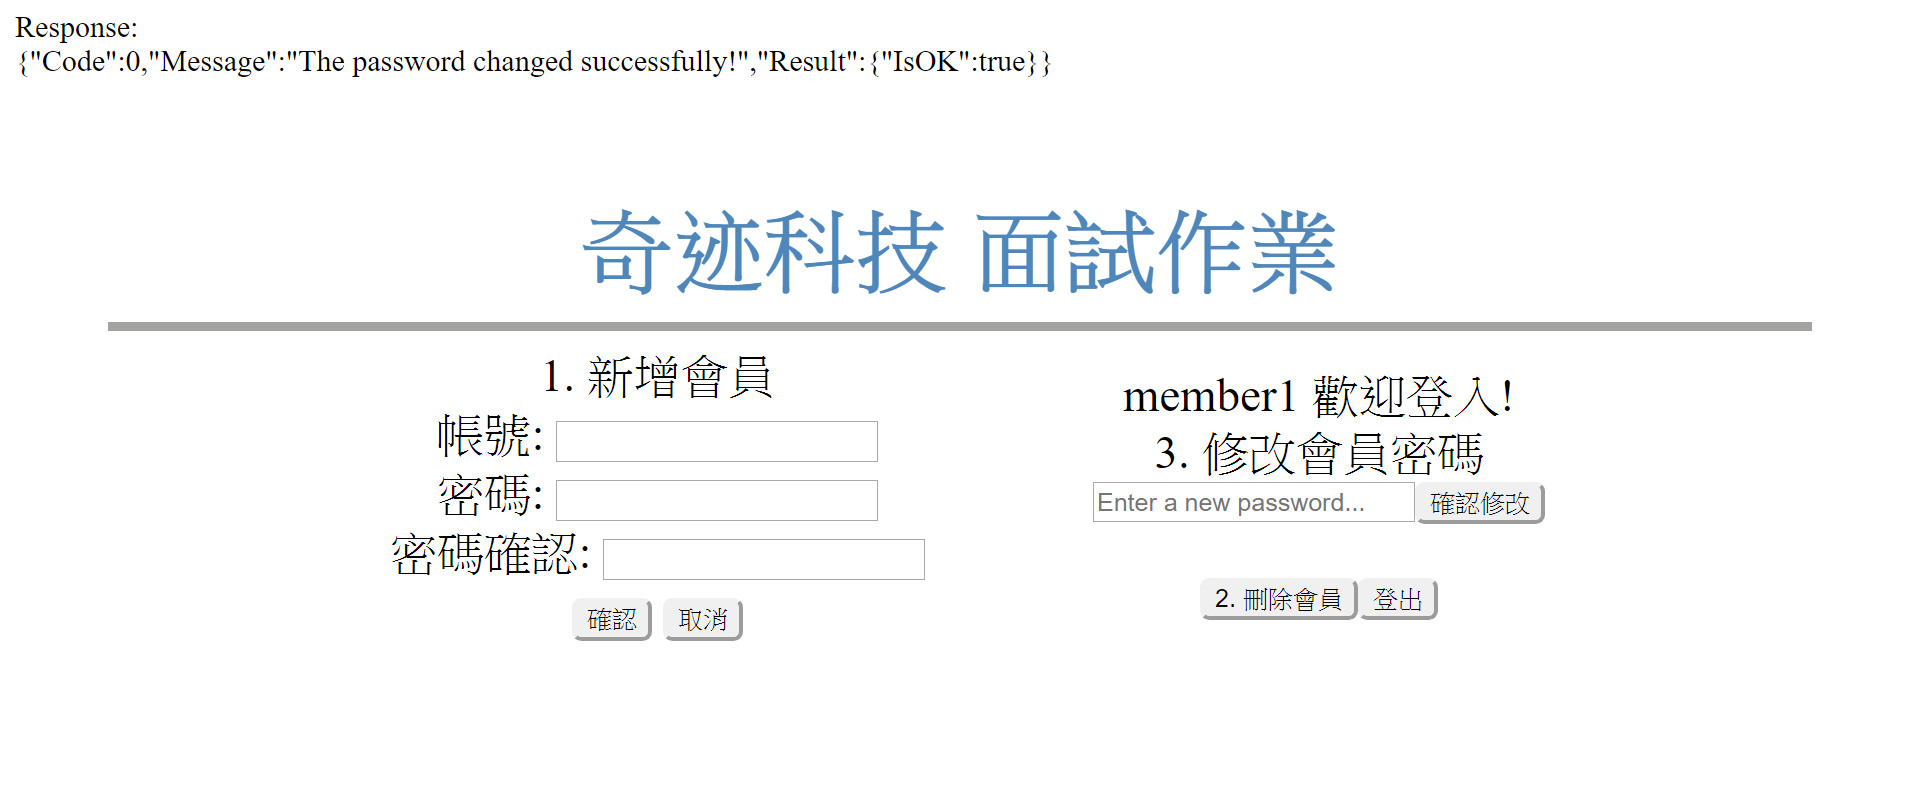 Response:
{"Code":0,"Message":"The password changed successfully!","Result":{"IsOK":true}}
奇迹科技 面試作業
1. 新增會員
帳號:
密碼:
密碼確認:
確認 取消
member1 歡迎登入!
3. 修改會員密碼
Enter a new password... 確認修改
2. 刪除會員 登出